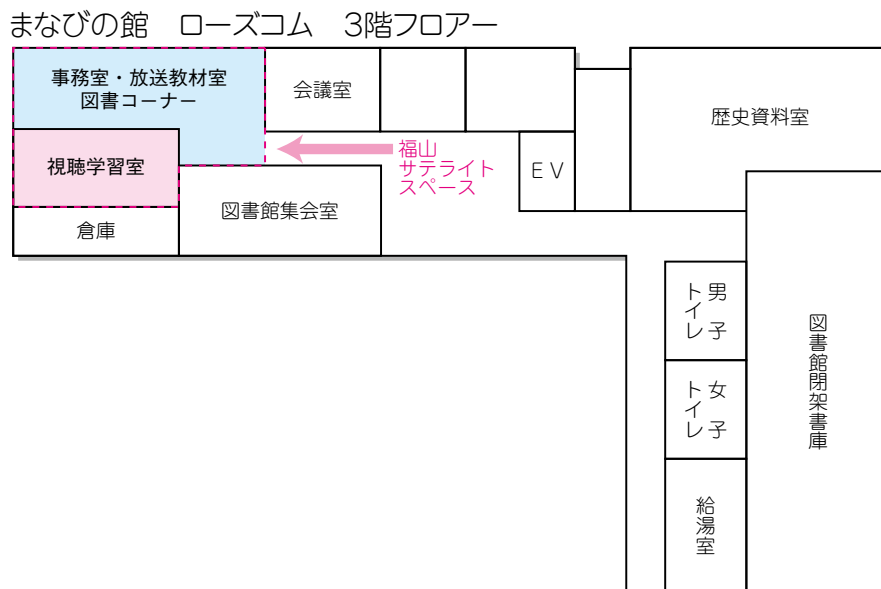 まなびの館　ローズコム　3階フロアー
事務室・放送教材室
図書コーナー
会議室
歴史資料室
福山
サテライト
スペース
ＥＶ
視聴学習室
図書館集会室
倉庫
男子
トイレ
女子
トイレ
図書館閉架書庫
給湯室